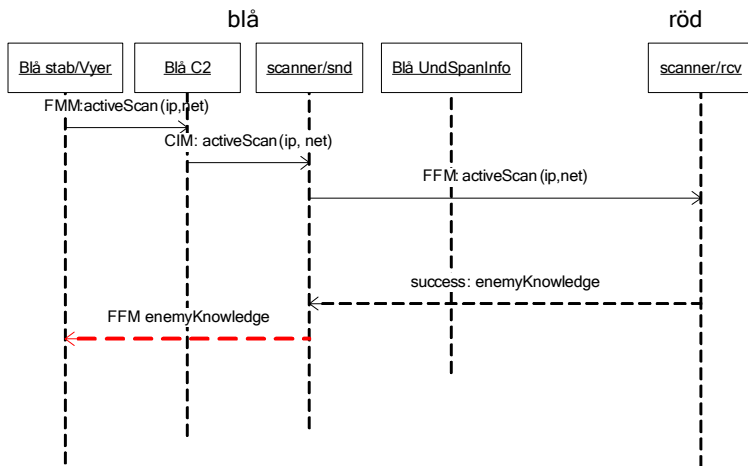 blå
röd
Blå stab/Vyer
Blå C2
scanner/snd
Blå UndSpanInfo
scanner/rcv
FMM:activeScan(ip,net)
CIM: activeScan(ip, net)
FFM: activeScan(ip,net)
success: enemyKnowledge
FFM enemyKnowledge